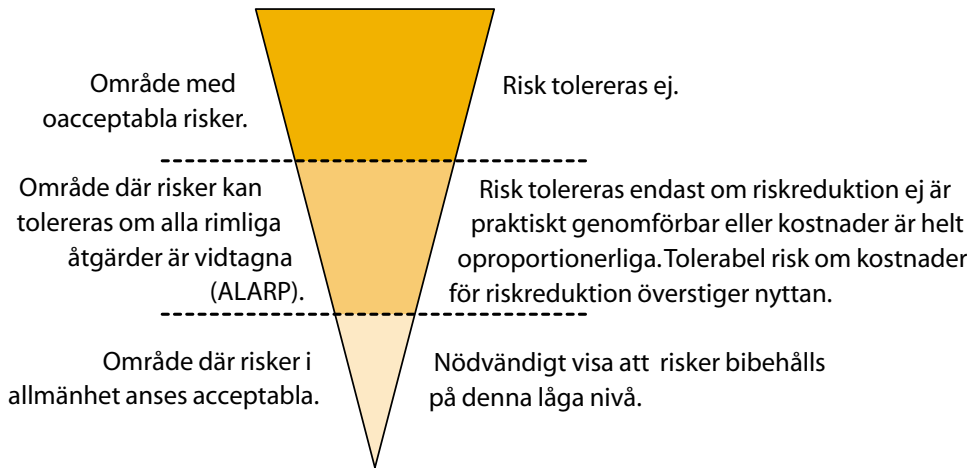 Område med
oacceptabla risker.
Risk tolereras ej.
Område där risker kan
tolereras om alla rimliga
åtgärder är vidtagna
(ALARP).
Risk tolereras endast om riskreduktion ej är
praktiskt genomförbar eller kostnader är helt
oproportionerliga. Tolerabel risk om kostnader
för riskreduktion överstiger nyttan.
Område där risker i
allmänhet anses acceptabla.
Nödvändigt visa att risker bibehålls
på denna låga nivå.